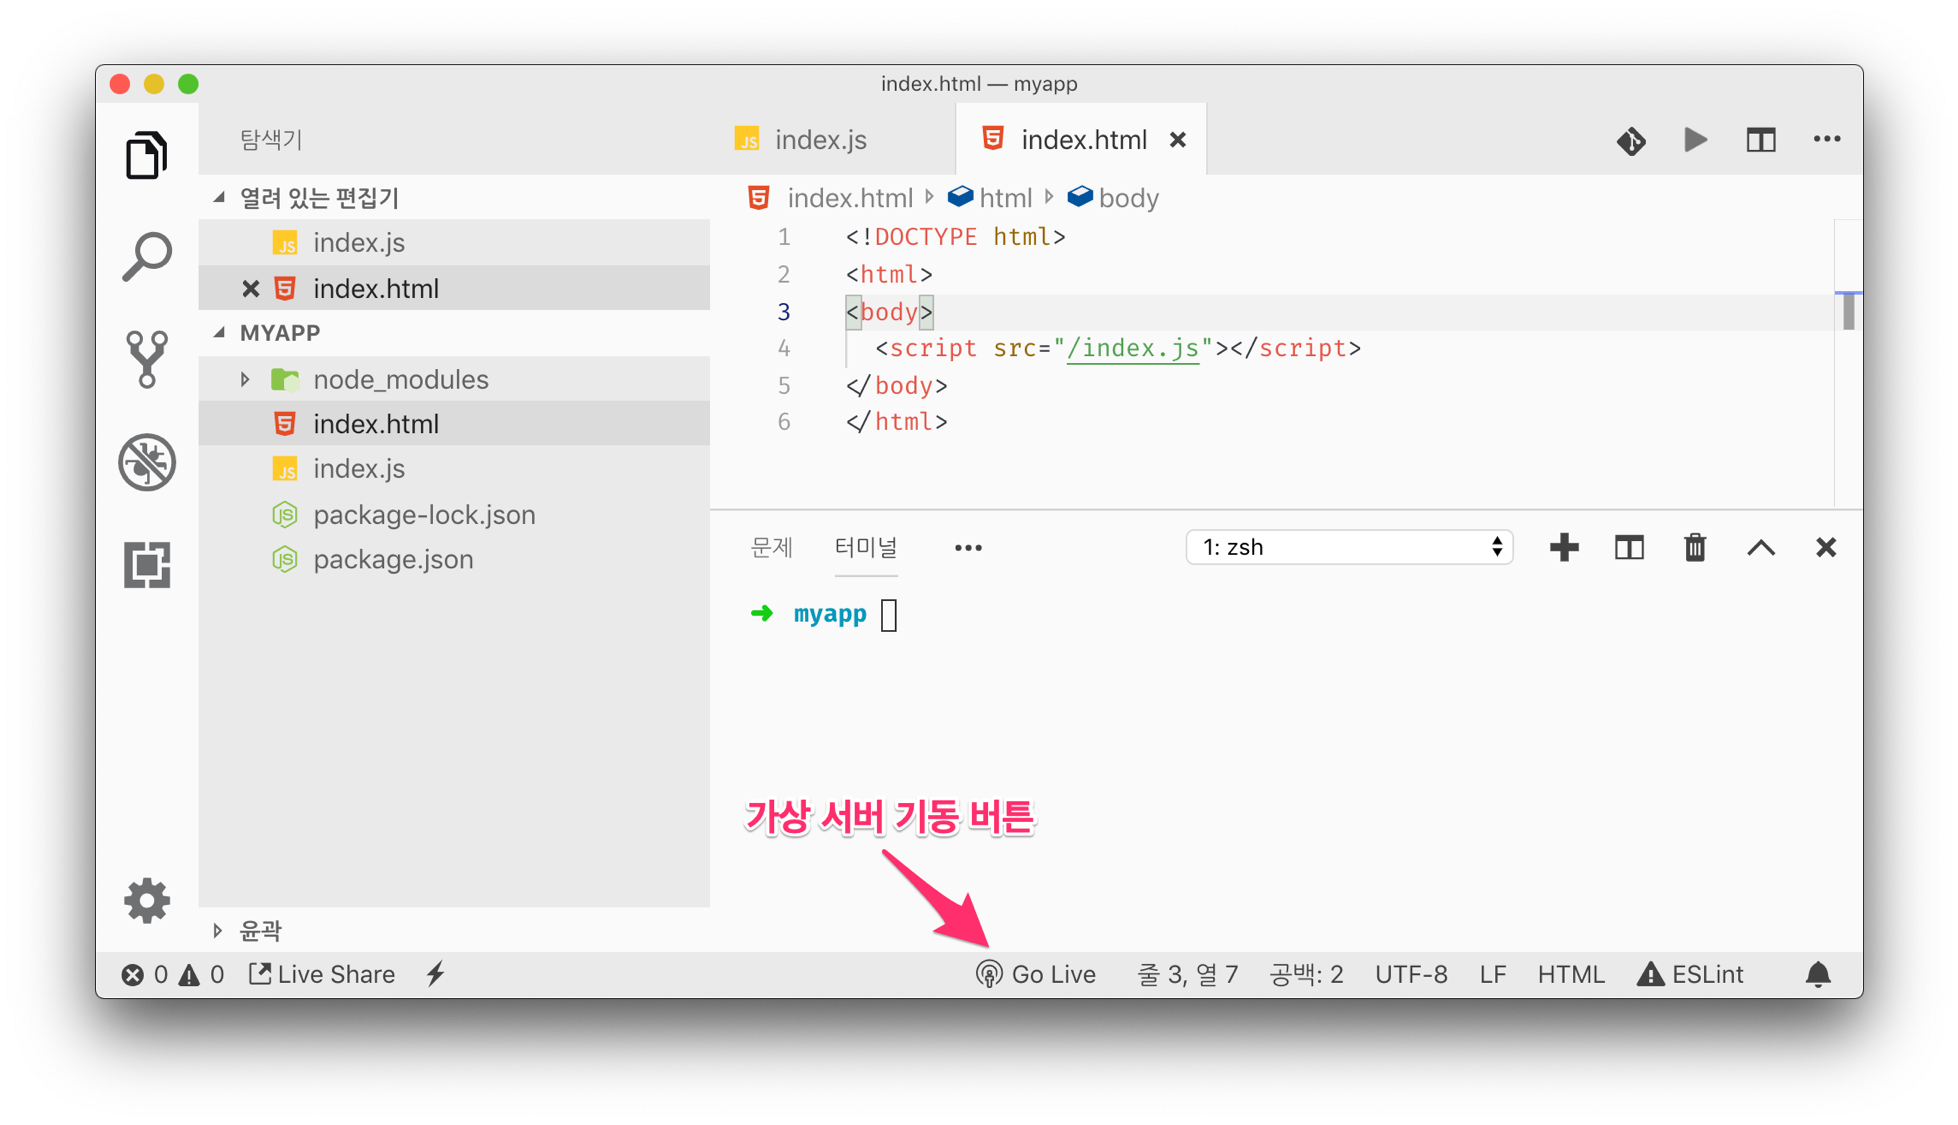 index.html — myapp
탐색기
열려 있는 편집기
index.js
index.html
MYAPP
node_modules
index.html
index.js
package-lock.json
package.json
윤곽
index.js
index.html
index.html html body
1 <!DOCTYPE html>
2 <html>
3 <body>
4 <script src="/index.js"></script>
5 </body>
6 </html>
문제 터미널 ••• 1: zsh
➜ myapp
가상 서버 기동 버튼
0 0 Live Share Go Live 줄 3, 열 7 공백: 2 UTF-8 LF HTML ESLint